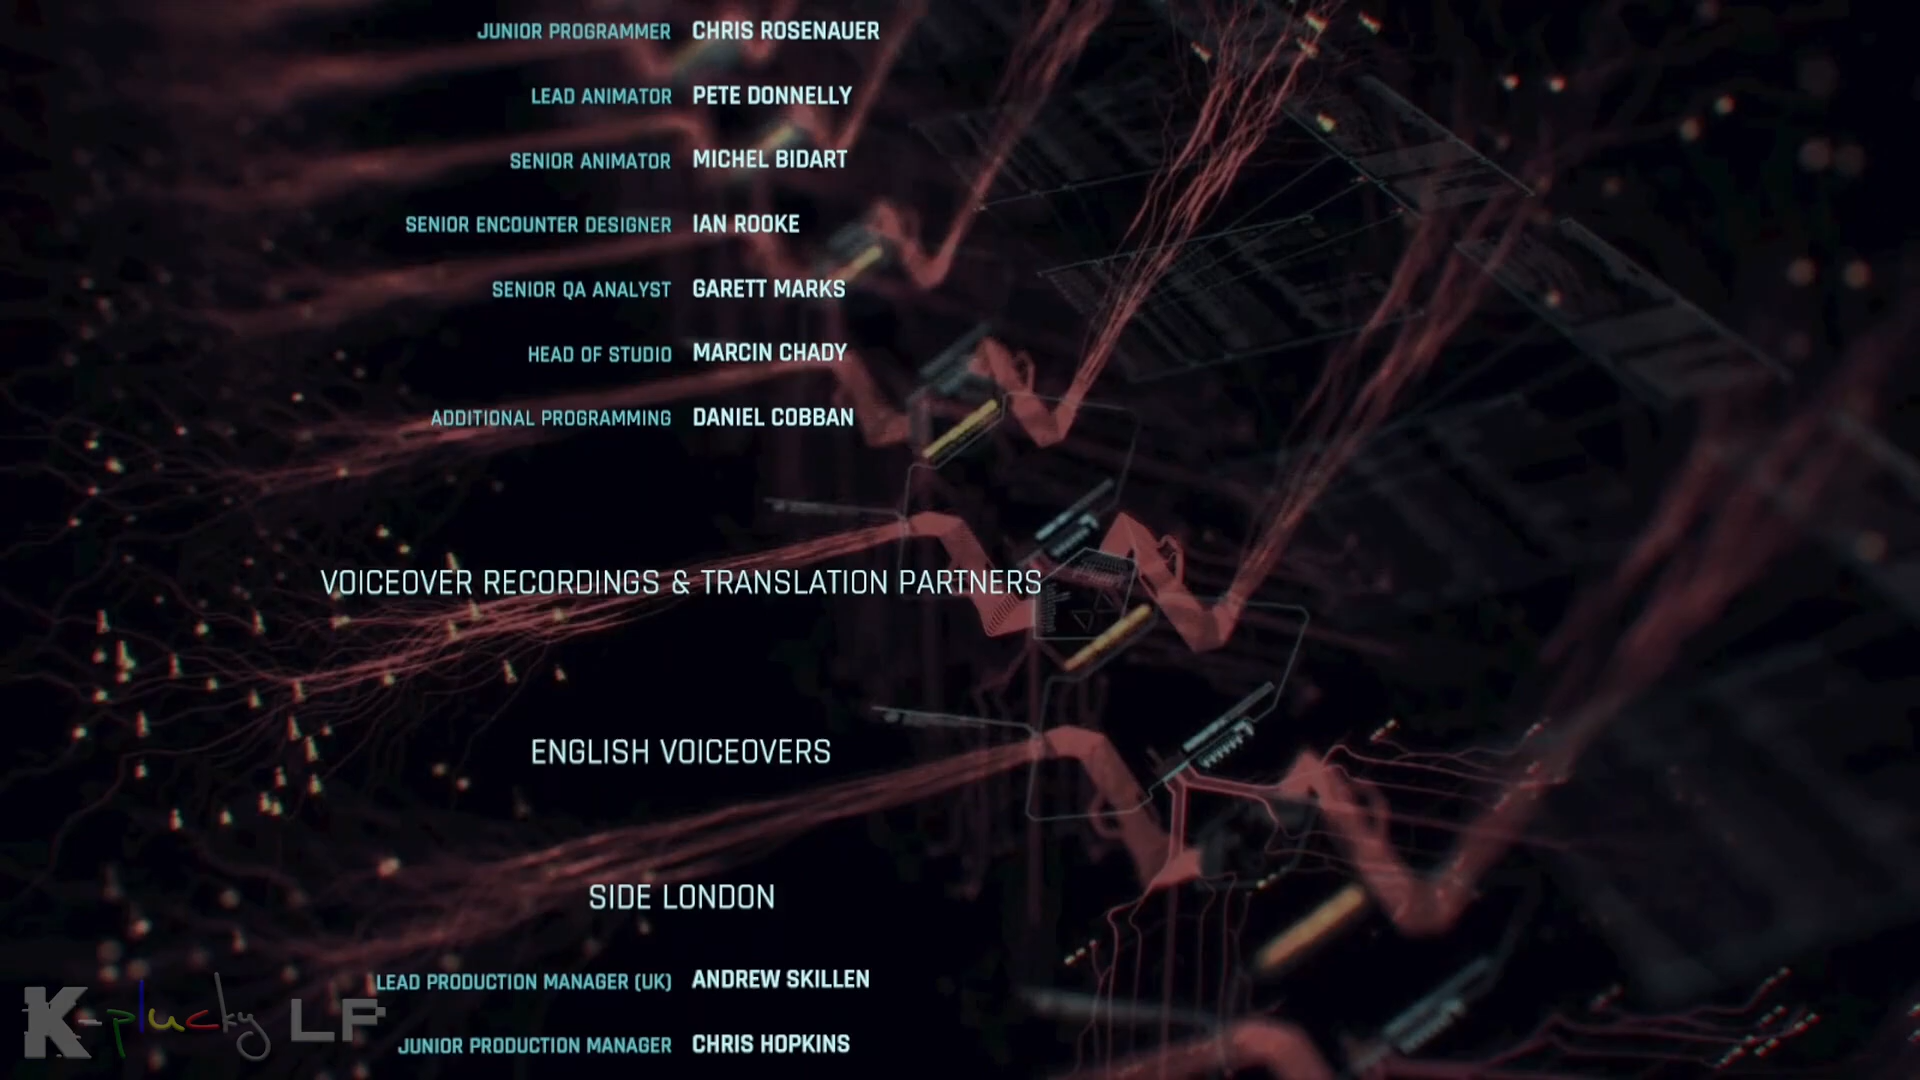 JUNIOR PROGRAMMER CHRIS ROSENAUER
LEAD ANIMATOR PETE DONNELLY
SENIOR ANIMATOR MICHEL BIDART
SENIOR ENCOUNTER DESIGNER IAN ROOKE
SENIOR QA ANALYST GARETT MARKS
HEAD OF STUDIO MARCIN CHADY
ADDITIONAL PROGRAMMING DANIEL COBBAN
VOICEOVER RECORDINGS & TRANSLATION PARTNERS
ENGLISH VOICEOVERS
SIDE LONDON
LEAD PRODUCTION MANAGER (UK) ANDREW SKILLEN
JUNIOR PRODUCTION MANAGER CHRIS HOPKINS
K-plucky LP